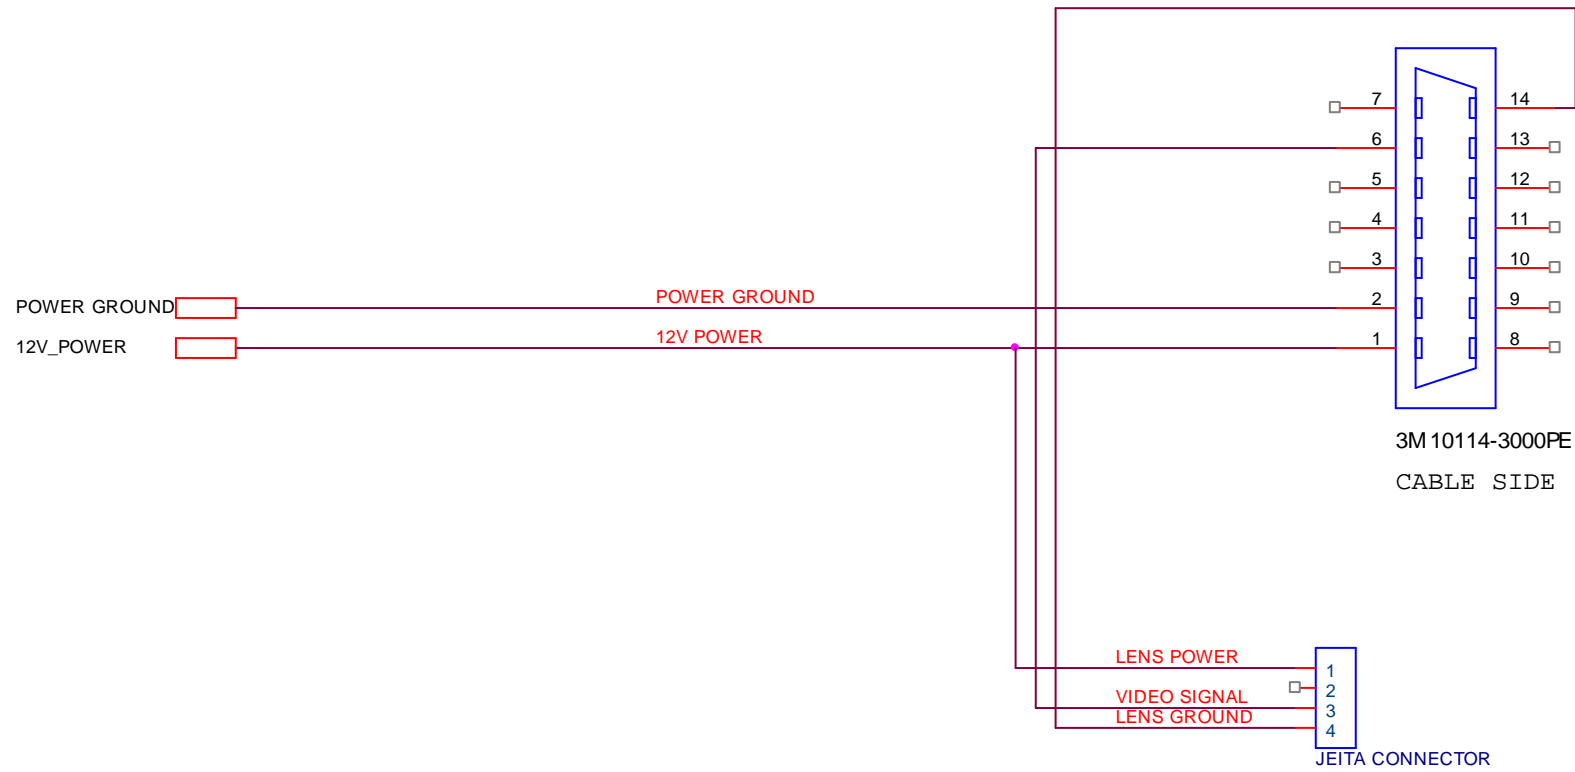 7 14
6 13
5 12
4 11
3 10
POWER GROUND POWER GROUND 2 9
12V_POWER 12V POWER 1 8
3M 10114-3000PE
CABLE SIDE
LENS POWER 1
2
VIDEO SIGNAL 3
LENS GROUND 4
JEITA CONNECTOR